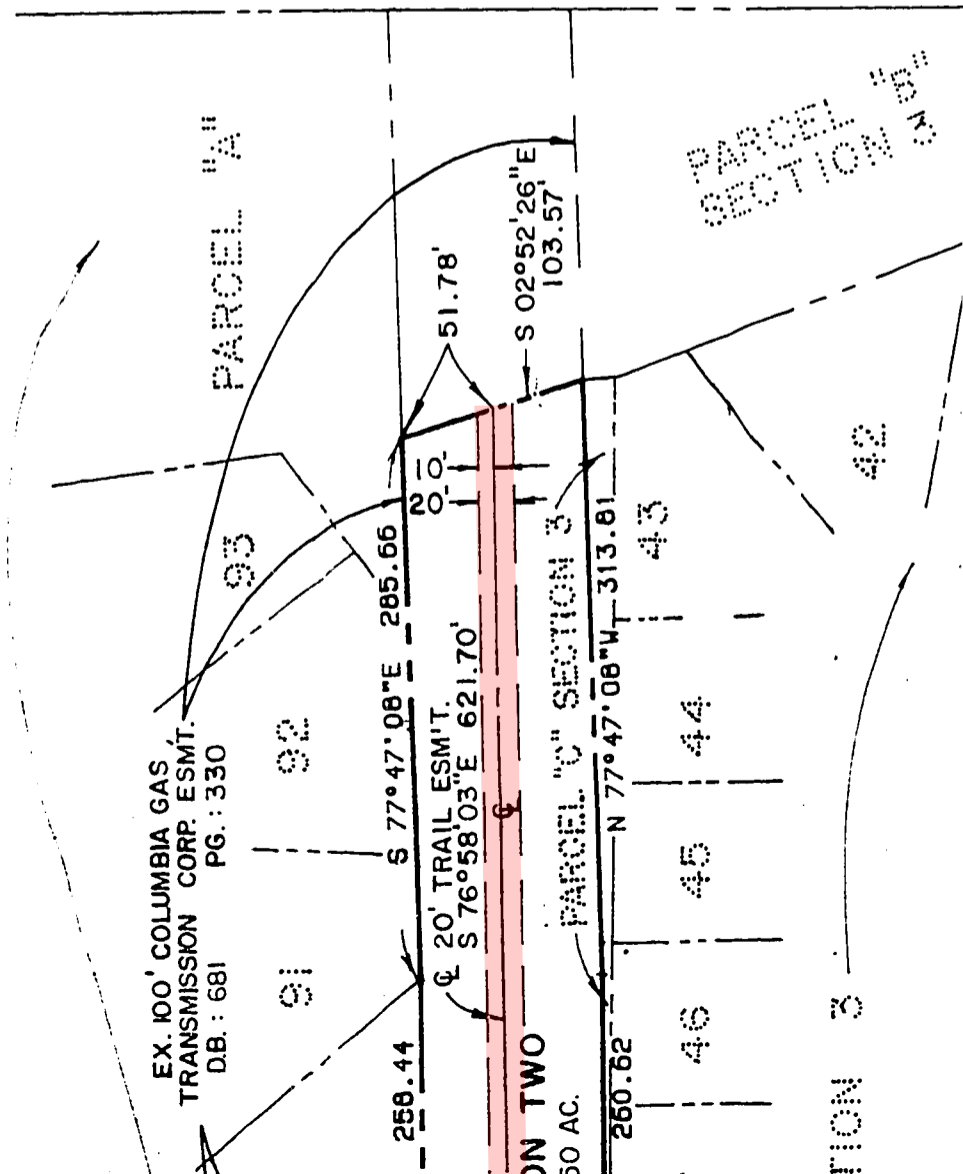 PARCEL "A"
PARCEL "B"
SECTION 3
51.78'
S 02°52'26"E
103.57'
10'
20'
93
42
43
285.66
S 77°47'08"E
313.81
N 77°47'08"W
PARCEL "C" SECTION 3
℄ 20' TRAIL ESM'T.
S 76°58'03"E 621.70'
℄
EX. 100' COLUMBIA GAS
TRANSMISSION CORP. ESMT.
D.B. : 681 PG. : 330
92
44
91
45
46
258.44
260.62
ON TWO
50 AC.
TION 3